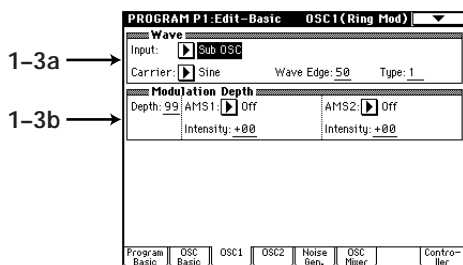 PROGRAM P1:Edit-Basic OSC1(Ring Mod)
Wave
1–3a
Input: Sub OSC
Carrier: Sine Wave Edge: 50 Type: 1
Modulation Depth
1–3b
Depth: 99 AMS1: Off AMS2: Off
Intensity: +00 Intensity: +00
Program Basic OSC Basic OSC1 OSC2 Noise Gen. OSC Mixer Contro-ller